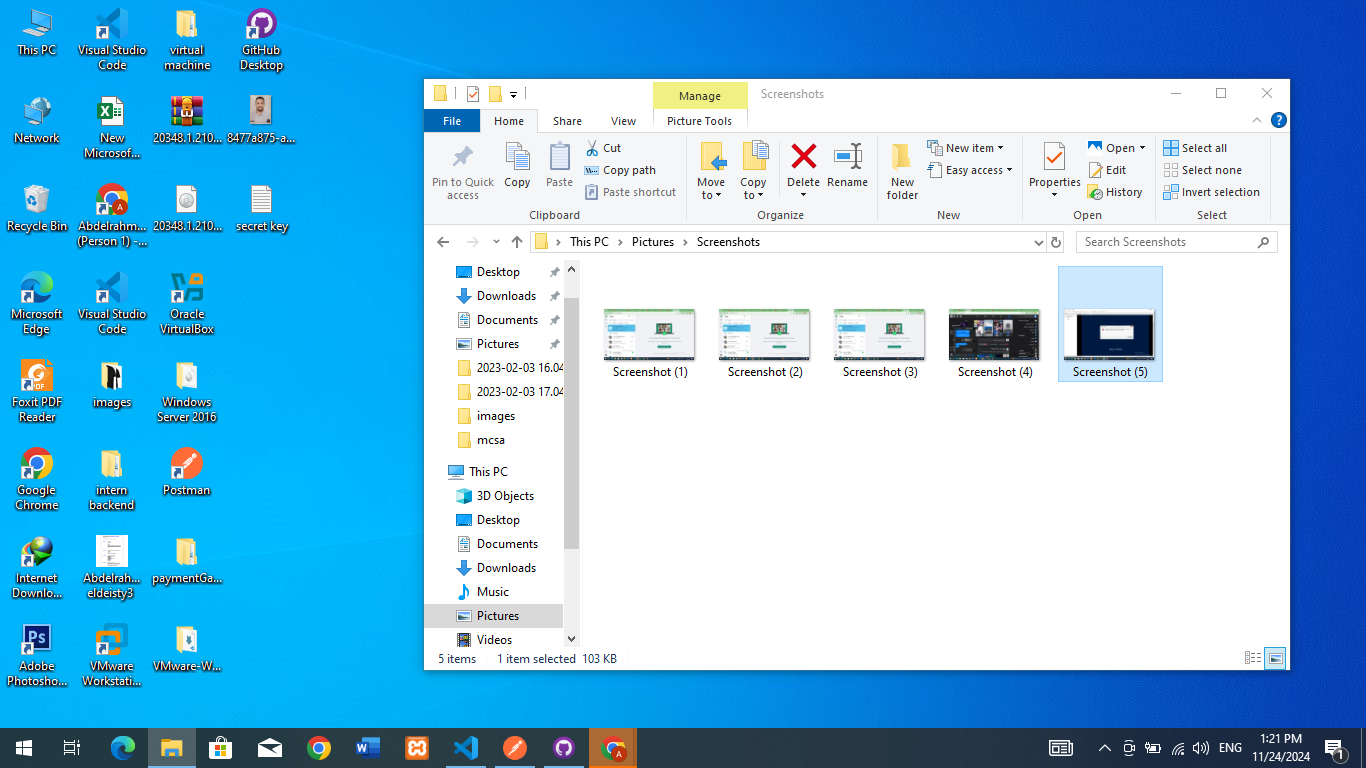 This PC
Visual Studio
Code
virtual
machine
GitHub
Desktop
Network
New
Microsof...
20348.1.210...
8477a875-a...
Recycle Bin
Abdelrahm...
(Person 1) -...
20348.1.210...
secret key
Microsoft
Edge
Visual Studio
Code
Oracle
VirtualBox
Foxit PDF
Reader
images
Windows
Server 2016
Google
Chrome
intern
backend
Postman
Internet
Downlo...
Abdelrah...
eldeisty3
paymentGa...
Adobe
Photosho...
VMware
Workstati...
VMware-W...
Manage
Screenshots
File
Home
Share
View
Picture Tools
Pin to Quick
access
Copy
Paste
Cut
Copy path
Paste shortcut
Clipboard
Move
to
Copy
to
Delete
Rename
Organize
New
folder
New item
Easy access
New
Properties
Open
Edit
History
Open
Select all
Select none
Invert selection
Select
This PC > Pictures > Screenshots
Search Screenshots
Desktop
Downloads
Documents
Pictures
2023-02-03 16.04
2023-02-03 17.04
images
mcsa
This PC
3D Objects
Desktop
Documents
Downloads
Music
Pictures
Videos
Screenshot (1)
Screenshot (2)
Screenshot (3)
Screenshot (4)
Screenshot (5)
5 items
1 item selected 103 KB
ENG
1:21 PM
11/24/2024
1